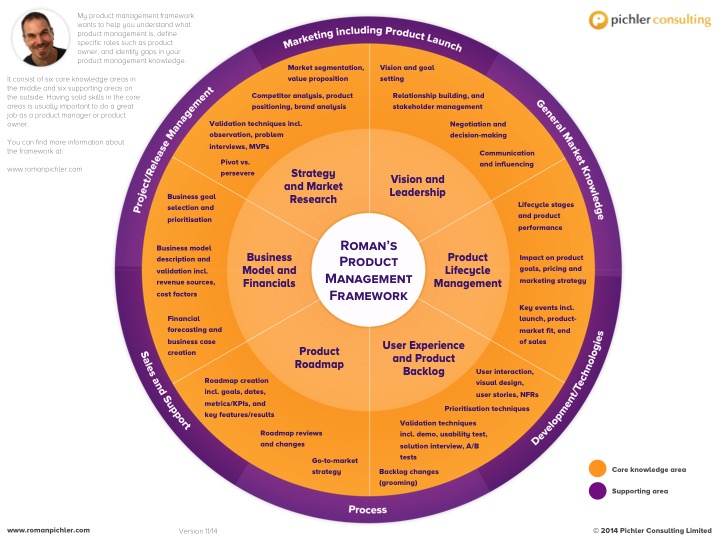 My product management framework
wants to help you understand what
product management is, define
specific roles such as product
owner, and identify gaps in your
product management knowledge.
It consist of six core knowledge areas in
the middle and six supporting areas on
the outside. Having solid skills in the core
areas is usually important to do a great
job as a product manager or product
owner.
You can find more information about
the framework at:
www.romanpichler.com
pichler consulting
Marketing including Product Launch
General Market Knowledge
Development/Technologies
Process
Sales and Support
Project/Release Management
Market segmentation,
value proposition
Competitor analysis, product
positioning, brand analysis
Validation techniques incl.
observation, problem
interviews, MVPs
Pivot vs.
persevere
Strategy
and Market
Research
Vision and goal
setting
Relationship building, and
stakeholder management
Negotiation and
decision-making
Communication
and influencing
Vision and
Leadership
Lifecycle stages
and product
performance
Impact on product
goals, pricing and
marketing strategy
Key events incl.
launch, product-
market fit, end
of sales
Product
Lifecycle
Management
User interaction,
visual design,
user stories, NFRs
Prioritisation techniques
Validation techniques
incl. demo, usability test,
solution interview, A/B
tests
Backlog changes
(grooming)
User Experience
and Product
Backlog
Roadmap creation
incl. goals, dates,
metrics/KPIs, and
key features/results
Roadmap reviews
and changes
Go-to-market
strategy
Product
Roadmap
Business goal
selection and
prioritisation
Business model
description and
validation incl.
revenue sources,
cost factors
Financial
forecasting and
business case
creation
Business
Model and
Financials
Roman's
Product
Management
Framework
Core knowledge area
Supporting area
www.romanpichler.com
Version 11/14
© 2014 Pichler Consulting Limited